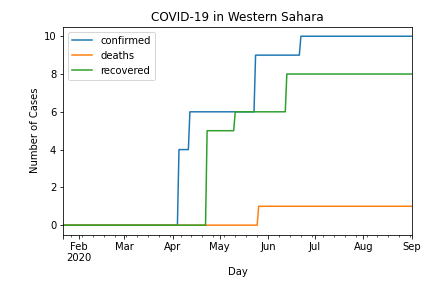 COVID-19 in Western Sahara
confirmed
deaths
recovered
Number of Cases
10
8
6
4
2
0
Feb Mar Apr May Jun Jul Aug Sep
2020
Day